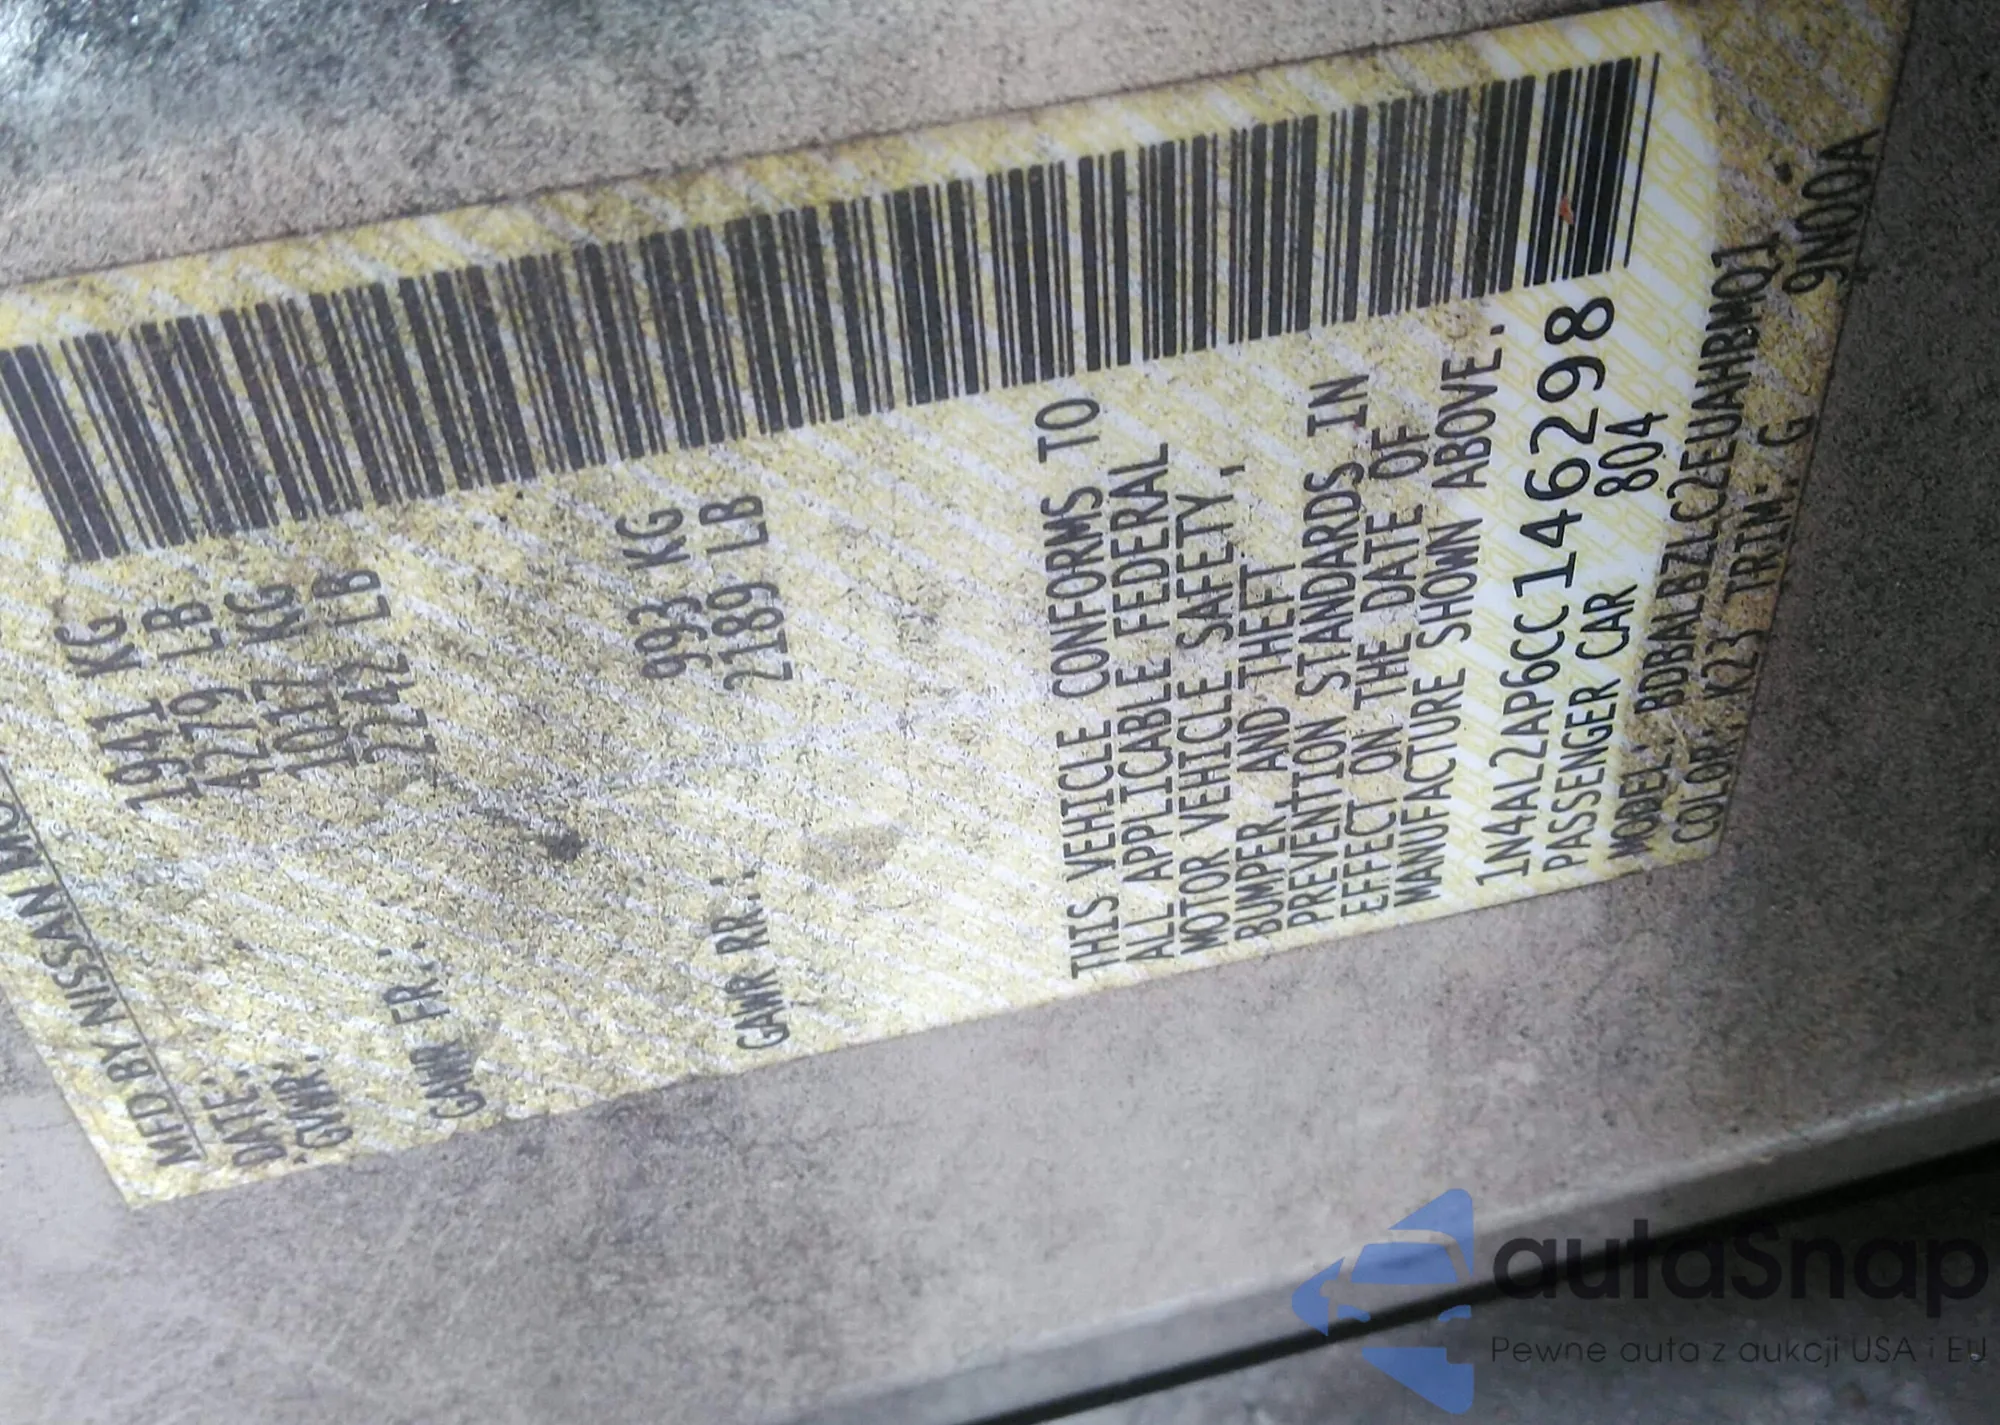 MFD BY NISSAN MO
DATE:
GVWR: 1941 KG
4279 LB
GAWR FR.: 1017 KG
2242 LB
GAWR RR.: 993 KG
2189 LB
THIS VEHICLE CONFORMS TO
ALL APPLICABLE FEDERAL
MOTOR VEHICLE SAFETY,
BUMPER, AND THEFT
PREVENTION STANDARDS IN
EFFECT ON THE DATE OF
MANUFACTURE SHOWN ABOVE.
1N4AL2AP6CC146298
PASSENGER CAR 804
MODEL: BDBALBZLC2EUAHBMQ1
COLOR: K23 TRIM: G 9N00A
autaSnap
Pewne auta z aukcji USA i EU